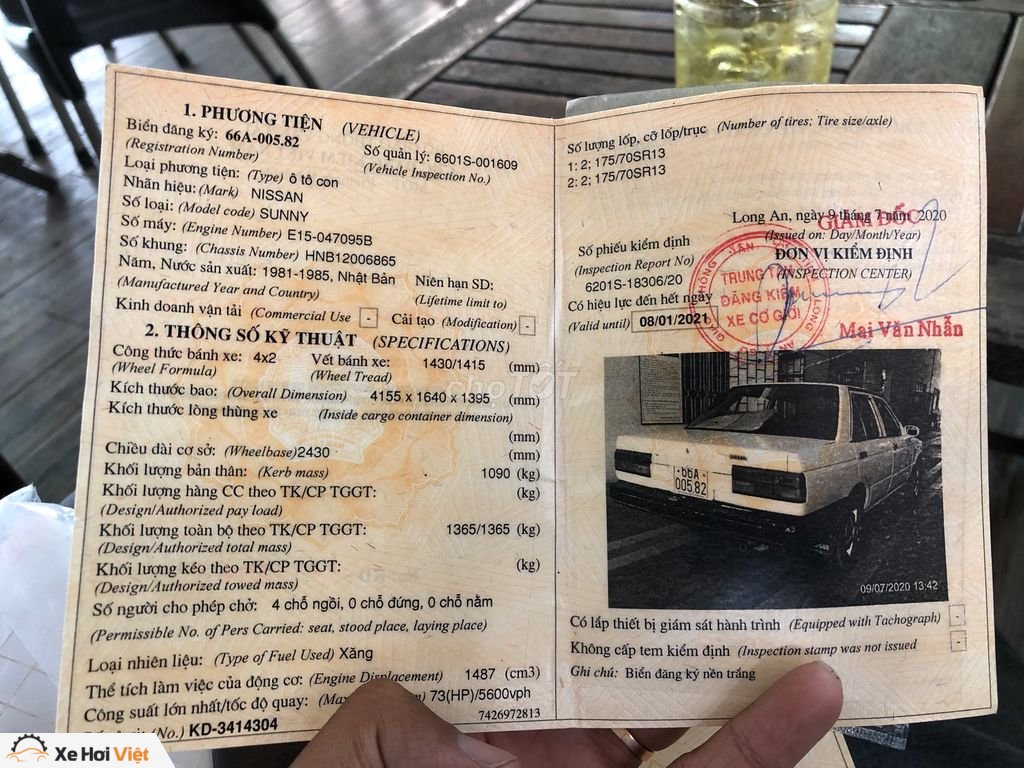 1. PHƯƠNG TIỆN (VEHICLE)
Biển đăng ký: 66A-005.82 Số quản lý: 6601S-001609
(Registration Number) (Vehicle Inspection No.)
Loại phương tiện: (Type) Ô tô con
Nhãn hiệu: (Mark) NISSAN
Số loại: (Model code) SUNNY
Số máy: (Engine Number) E15-047095B
Số khung: (Chassis Number) HNB12006865
Năm, Nước sản xuất: 1981-1985, Nhật Bản Niên hạn SD:
(Manufactured Year and Country) (Lifetime limit to)
Kinh doanh vận tải (Commercial Use - Cải tạo (Modification) -
2. THÔNG SỐ KỸ THUẬT (SPECIFICATIONS)
Công thức bánh xe: 4x2 Vết bánh xe: 1430/1415 (mm)
(Wheel Formula) (Wheel Tread)
Kích thước bao: (Overall Dimension) 4155 x 1640 x 1395 (mm)
Kích thước lòng thùng xe (Inside cargo container dimension)
(mm)
Chiều dài cơ sở: (Wheelbase) 2430 (mm)
Khối lượng bản thân: (Kerb mass) 1090 (kg)
Khối lượng hàng CC theo TK/CP TGGT: (kg)
(Design/Authorized pay load)
Khối lượng toàn bộ theo TK/CP TGGT: 1365/1365 (kg)
(Design/Authorized total mass)
Khối lượng kéo theo TK/CP TGGT: (kg)
(Design/Authorized towed mass)
Số người cho phép chở: 4 chỗ ngồi, 0 chỗ đứng, 0 chỗ nằm
(Permissible No. of Pers Carried: seat, stood place, laying place)
Loại nhiên liệu: (Type of Fuel Used) Xăng
Thể tích làm việc của động cơ: (Engine Displacement) 1487 (cm3)
Công suất lớn nhất/tốc độ quay: 73(HP)/5600vph
(No.) KD-3414304 7426972813
Số lượng lốp, cỡ lốp/trục (Number of tires; Tire size/axle)
1: 2; 175/70SR13
2: 2; 175/70SR13
Long An, ngày 9 tháng 7 năm 2020
GIÁM ĐỐC
(Issued on: Day/Month/Year)
Số phiếu kiểm định ĐƠN VỊ KIỂM ĐỊNH
(Inspection Report No) (INSPECTION CENTER)
6201S-18306/20
Có hiệu lực đến hết ngày
(Valid until) 08/01/2021
TRUNG TÂM
ĐĂNG KIỂM
XE CƠ GIỚI
Mai Văn Nhẫn
chợ TỐT
NISSAN
66A
005.82
09/07/2020 13:42
Có lắp thiết bị giám sát hành trình (Equipped with Tachograph) -
Không cấp tem kiểm định (Inspection stamp was not issued -
Ghi chú: Biển đăng ký nền trắng
Xe Hơi Việt